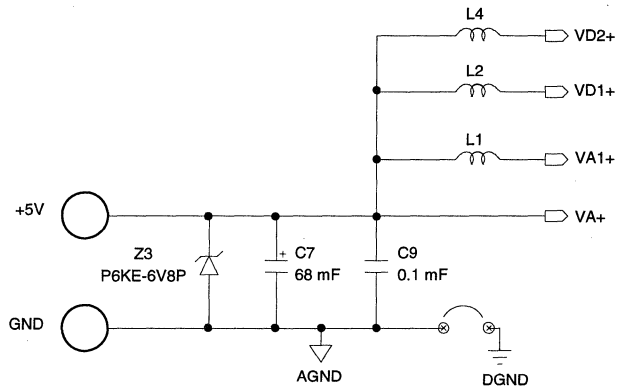 L4
VD2+
L2
VD1+
L1
VA1+
+5V
VA+
Z3
P6KE-6V8P
+
C7
68 mF
C9
0.1 mF
GND
AGND
DGND